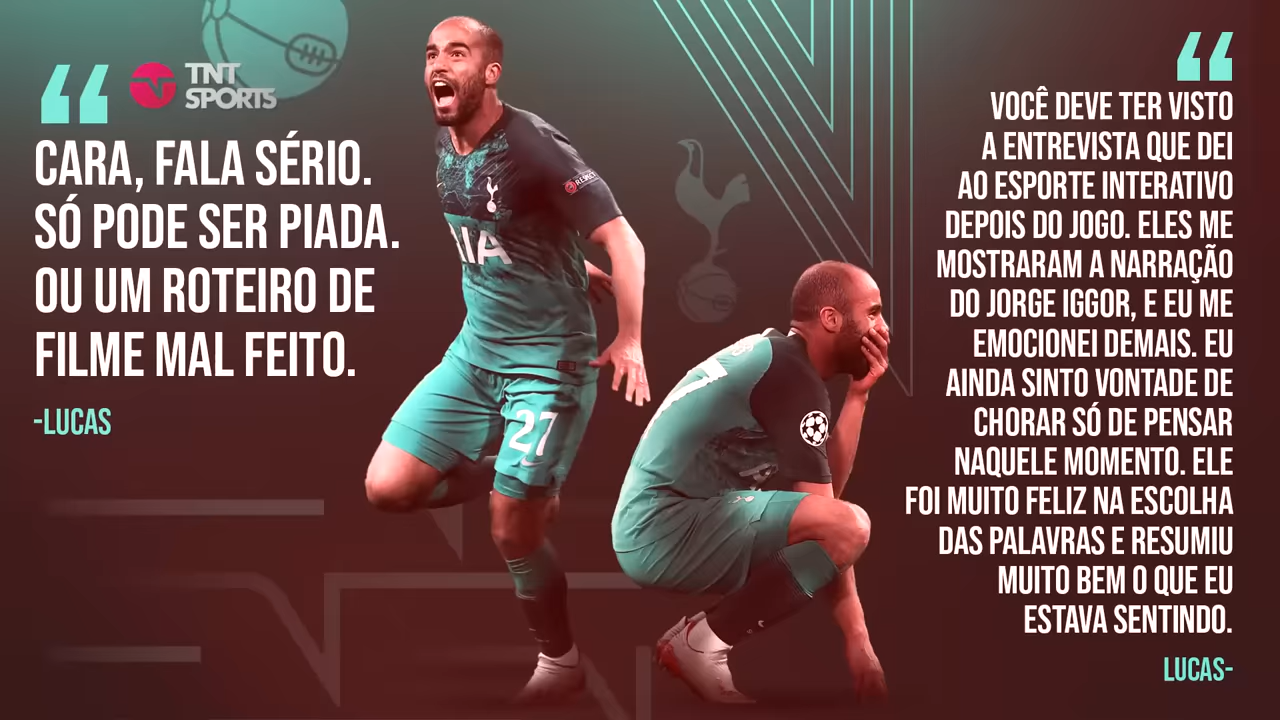 TNT
SPORTS
CARA, FALA SÉRIO.
SÓ PODE SER PIADA.
OU UM ROTEIRO DE
FILME MAL FEITO.
-LUCAS
AIA
RESPECT
27
7
VOCÊ DEVE TER VISTO
A ENTREVISTA QUE DEI
AO ESPORTE INTERATIVO
DEPOIS DO JOGO. ELES ME
MOSTRARAM A NARRAÇÃO
DO JORGE IGGOR, E EU ME
EMOCIONEI DEMAIS. EU
AINDA SINTO VONTADE DE
CHORAR SÓ DE PENSAR
NAQUELE MOMENTO. ELE
FOI MUITO FELIZ NA ESCOLHA
DAS PALAVRAS E RESUMIU
MUITO BEM O QUE EU
ESTAVA SENTINDO.
LUCAS-